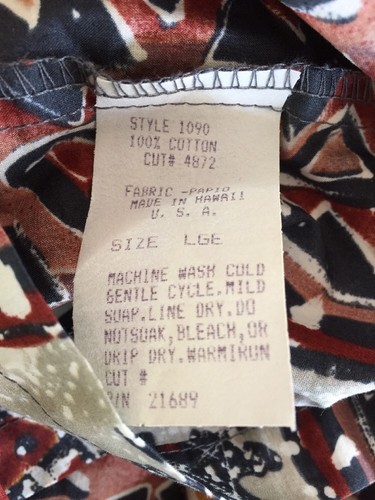 STYLE 1090
100% COTTON
CUT# 4872
FABRIC -PAPIO
MADE IN HAWAII
U. S. A.
SIZE LGE
MACHINE WASH COLD
GENTLE CYCLE.MILD
SOAP.LINE DRY.DO
NOTSOAK,BLEACH,OR
DRIP DRY.WARMIRON
CUT #
21689